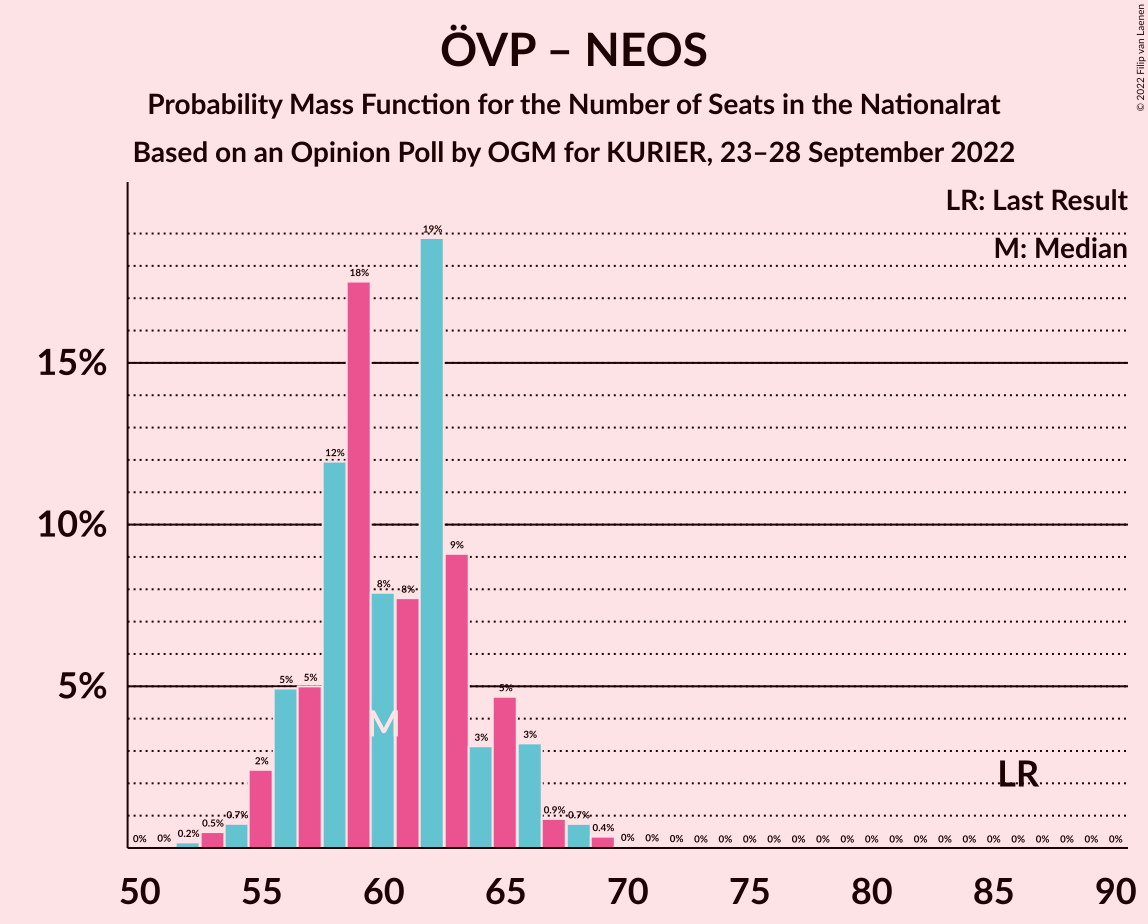 ÖVP – NEOS
Probability Mass Function for the Number of Seats in the Nationalrat
Based on an Opinion Poll by OGM for KURIER, 23–28 September 2022
© 2022 Filip van Laenen
LR: Last Result
M: Median
15%
10%
5%
0% 0% 0.2% 0.5% 0.7% 2% 5% 5% 12% 18% 8% 8% 19% 9% 3% 5% 3% 0.9% 0.7% 0.4% 0% 0% 0% 0% 0% 0% 0% 0% 0% 0% 0% 0% 0% 0% 0% 0% 0% 0% 0% 0% 0%
M
LR
50 55 60 65 70 75 80 85 90